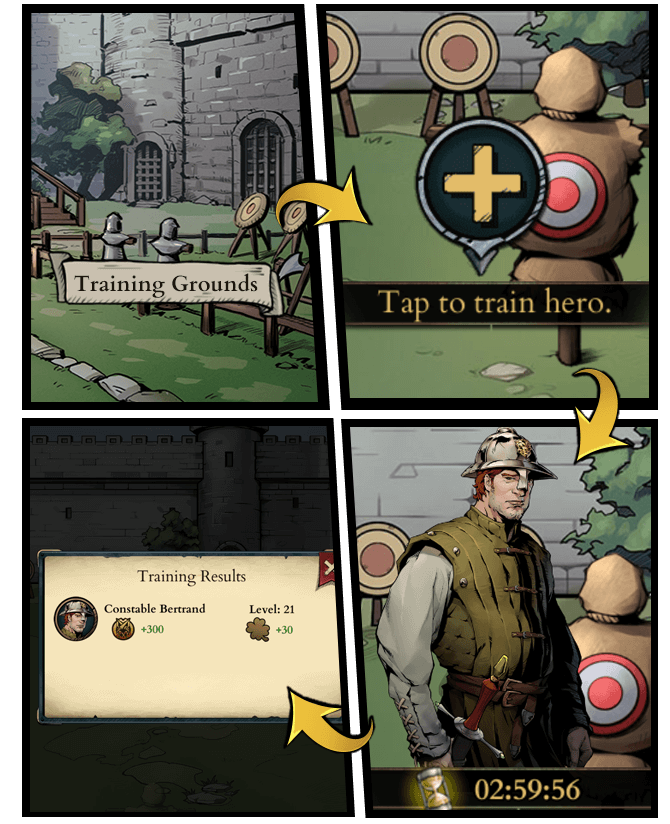 Training Grounds
Tap to train hero.
02:59:56
Training Results
Constable Bertrand
Level: 21
+300
+30